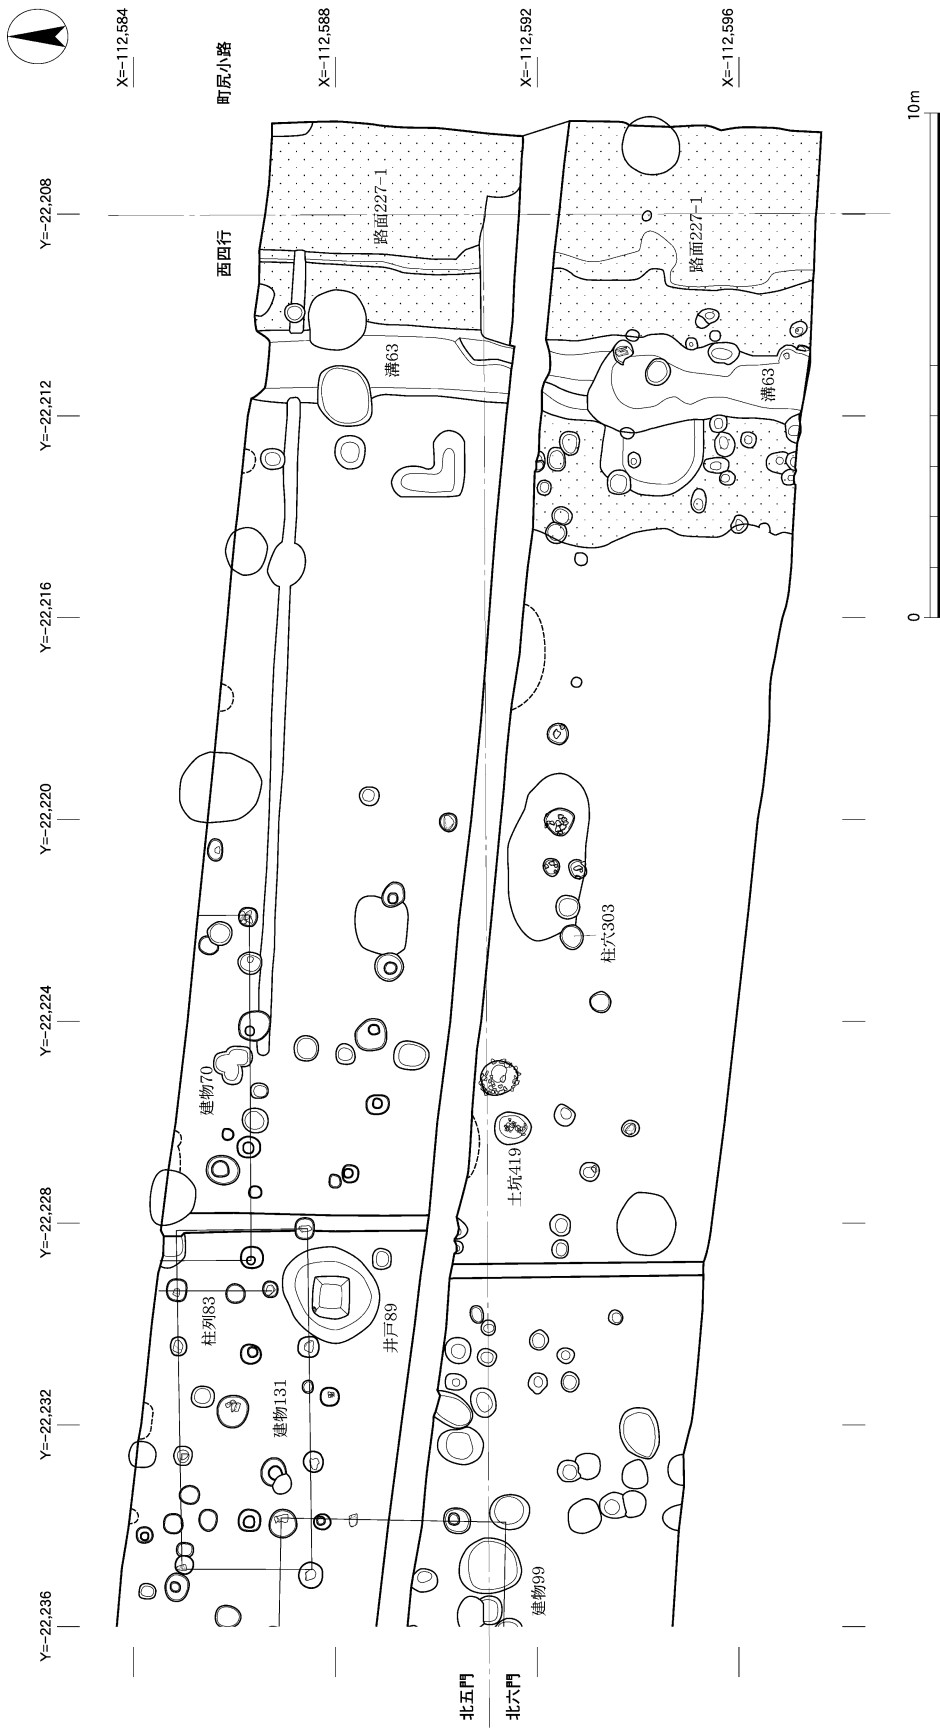 X=-112,584
X=-112,588
X=-112,592
X=-112,596
町尻小路
10m
Y=-22,208
路面227-1
路面227-1
西四行
溝63
溝63
Y=-22,212
Y=-22,216
0
Y=-22,220
柱穴303
Y=-22,224
建物70
土坑419
Y=-22,228
柱列83
井戸89
建物131
Y=-22,232
建物99
Y=-22,236
北五門
北六門